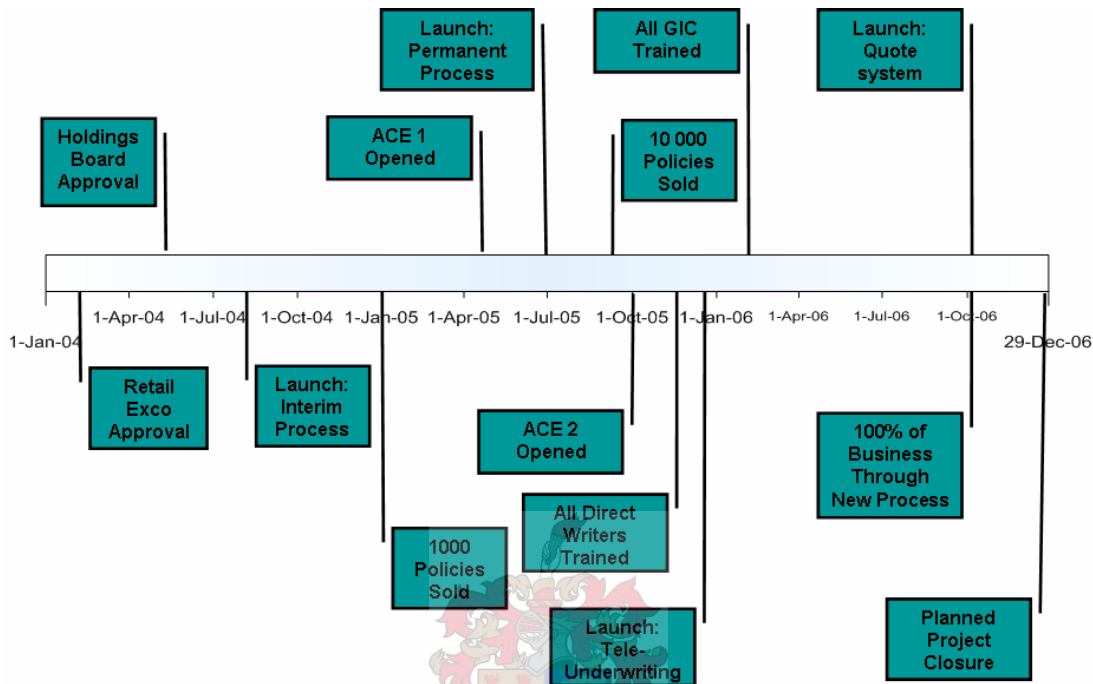 Launch:
Permanent
Process
All GIC
Trained
Launch:
Quote
system
Holdings
Board
Approval
ACE 1
Opened
10 000
Policies
Sold
1-Jan-04
1-Apr-04
1-Jul-04
1-Oct-04
1-Jan-05
1-Apr-05
1-Jul-05
1-Oct-05
1-Jan-06
1-Apr-06
1-Jul-06
1-Oct-06
29-Dec-06
Retail
Exco
Approval
Launch:
Interim
Process
ACE 2
Opened
100% of
Business
Through
New Process
All Direct
Writers
Trained
1000
Policies
Sold
Launch:
Tele-
Underwriting
Planned
Project
Closure